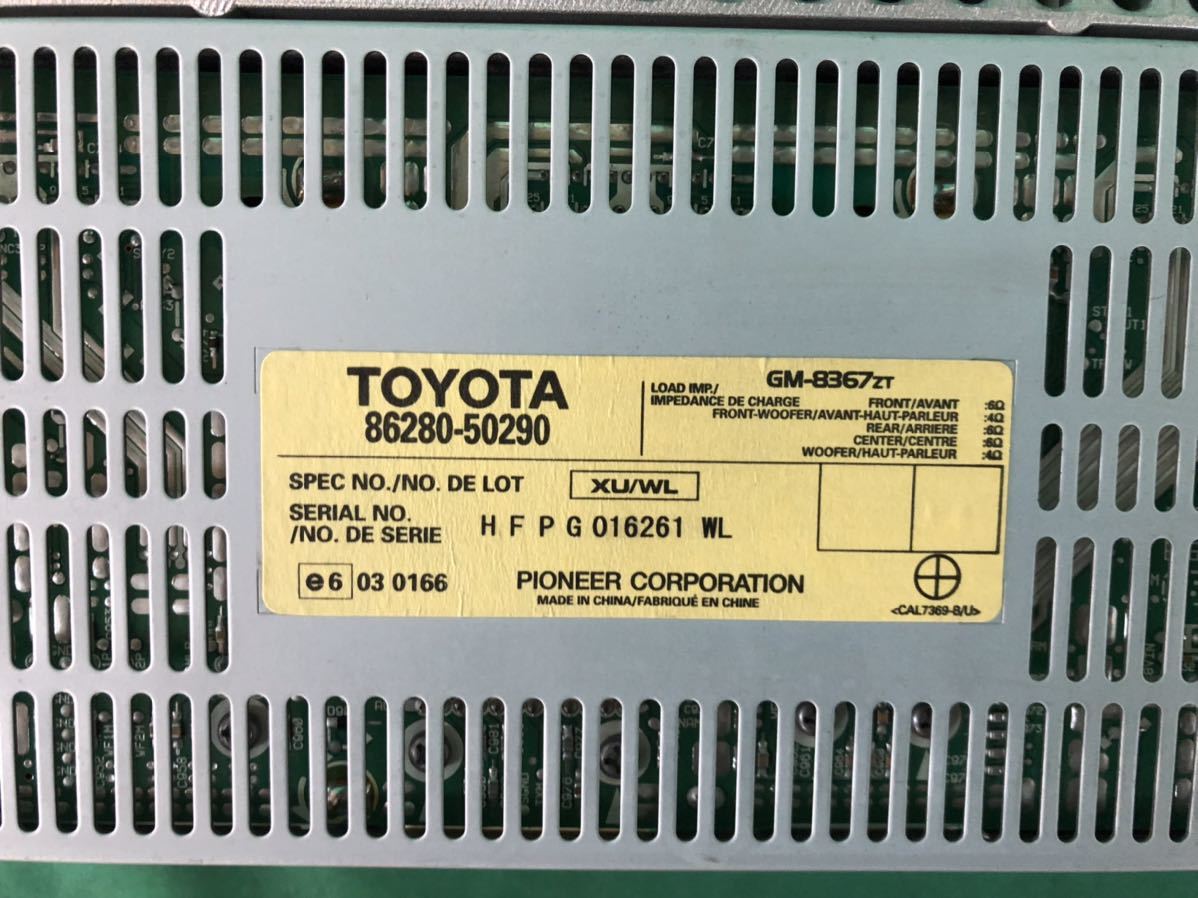 TOYOTA
86280-50290
GM-8367ZT
LOAD IMP./
IMPEDANCE DE CHARGE
FRONT/AVANT :6Ω
FRONT-WOOFER/AVANT-HAUT-PARLEUR :4Ω
REAR/ARRIERE :6Ω
CENTER/CENTRE :6Ω
WOOFER/HAUT-PARLEUR :4Ω
SPEC NO./NO. DE LOT XU/WL
SERIAL NO.
/NO. DE SERIE H F P G 016261 WL
e6 03 0166
PIONEER CORPORATION
MADE IN CHINA/FABRIQUÉ EN CHINE
<CAL7369-B/U>